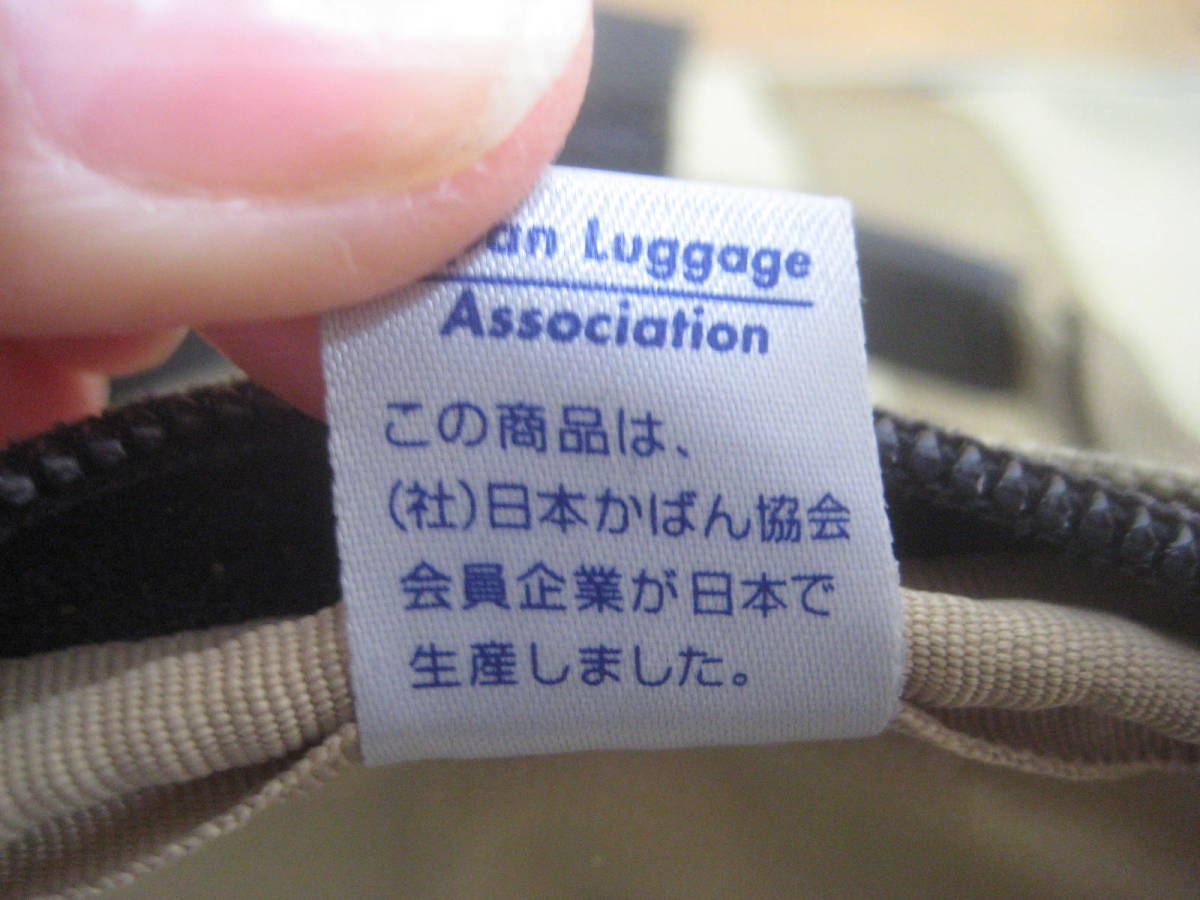 Luggage
Association
この商品は、
(社)日本かばん協会
会員企業が日本で
生産しました。